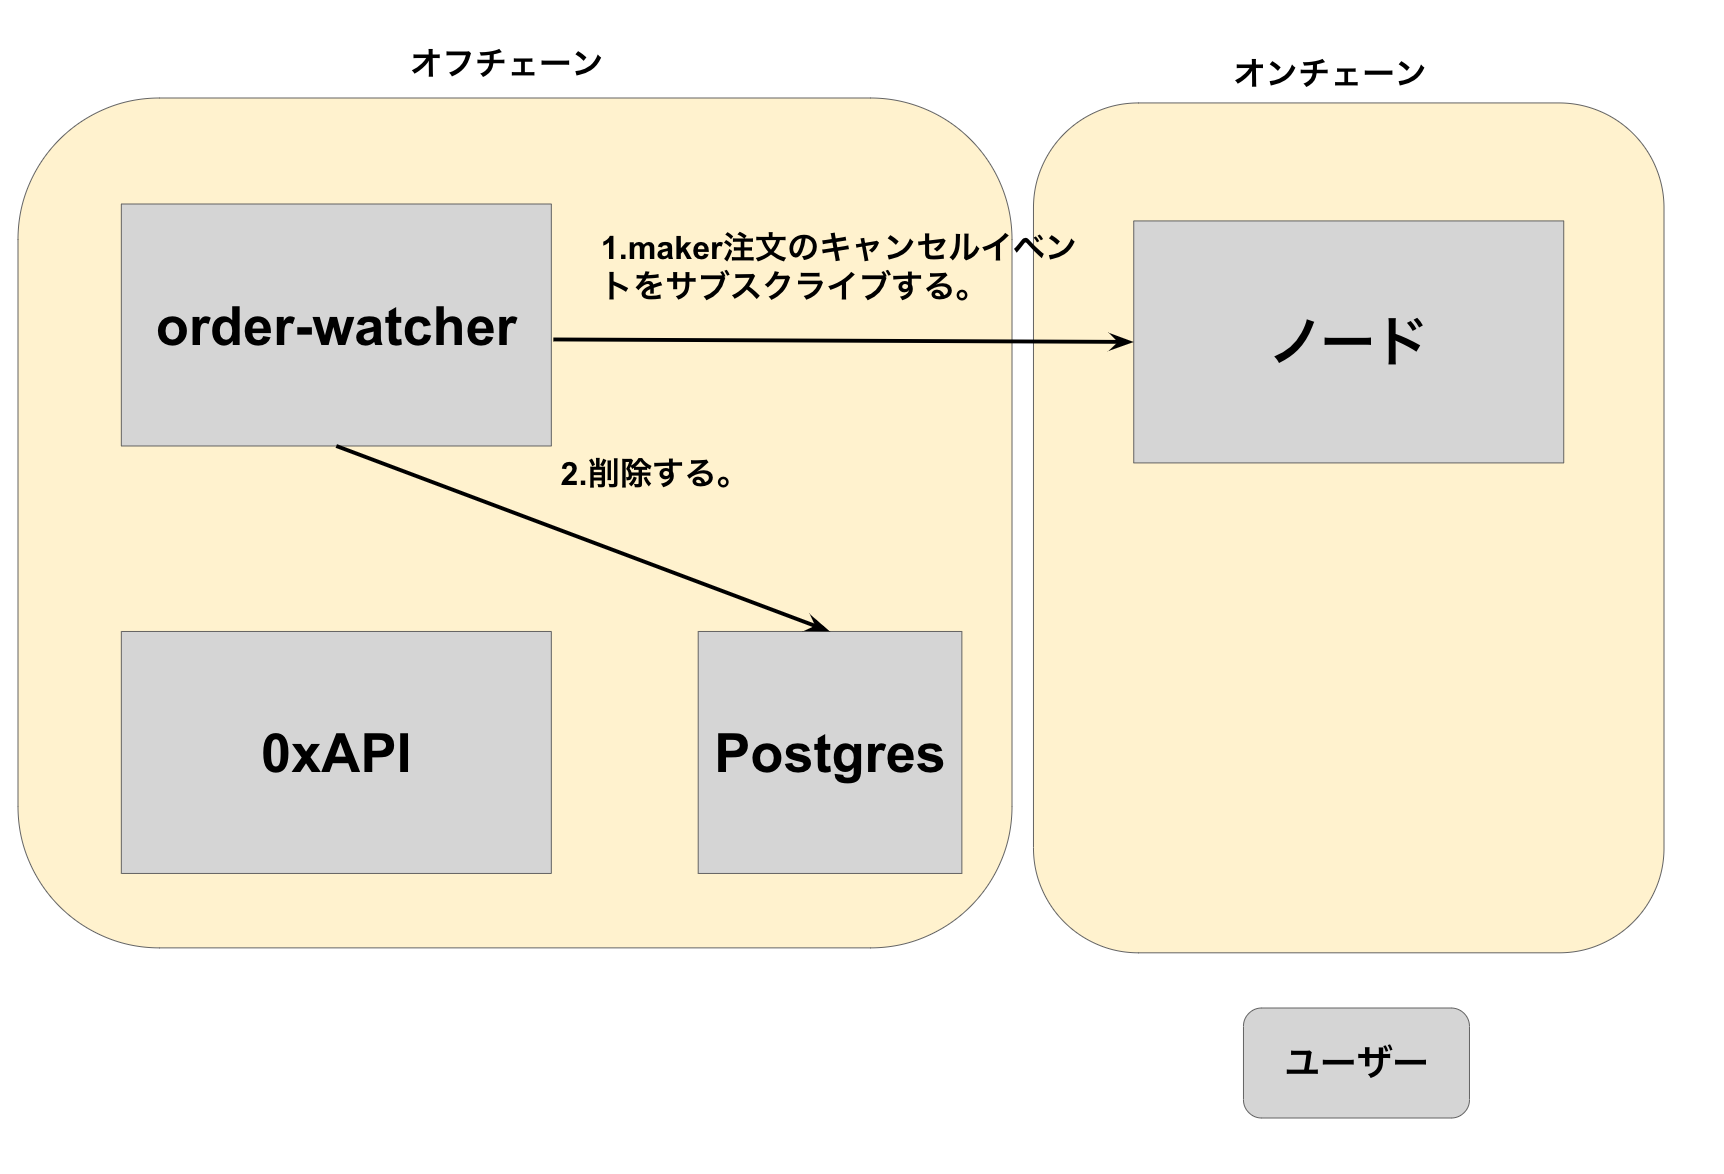 オフチェーン
オンチェーン
1.maker注文のキャンセルイベン
トをサブスクライブする。
order-watcher
ノード
2.削除する。
0xAPI
Postgres
ユーザー